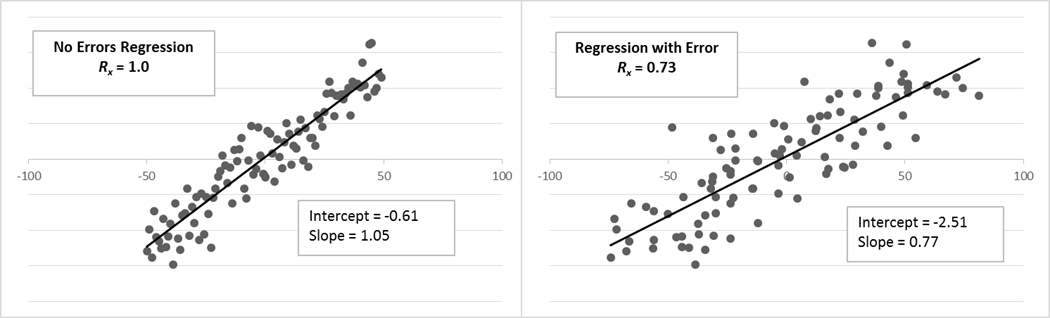 No Errors Regression
Rx = 1.0
-100
-50
0
50
100
Intercept = -0.61
Slope = 1.05
Regression with Error
Rx = 0.73
-100
-50
0
50
100
Intercept = -2.51
Slope = 0.77